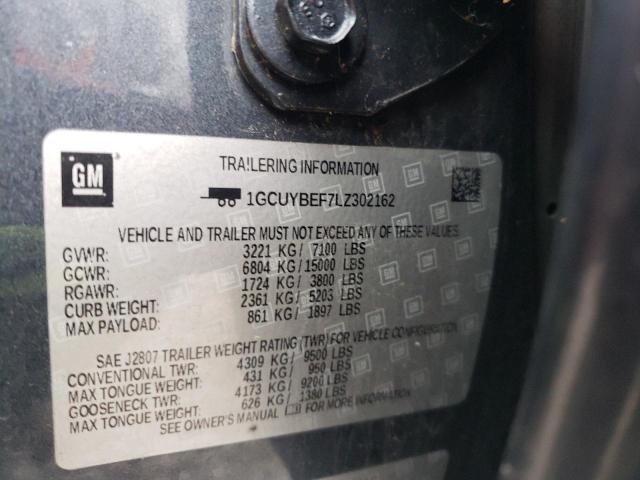 GM
TRAILERING INFORMATION
1GCUYBEF7LZ302162
VEHICLE AND TRAILER MUST NOT EXCEED ANY OF THESE VALUES
GVWR: 3221 KG / 7100 LBS
GCWR: 6804 KG / 15000 LBS
RGAWR: 1724 KG / 3800 LBS
CURB WEIGHT: 2361 KG / 5203 LBS
MAX PAYLOAD: 861 KG / 1897 LBS
SAE J2807 TRAILER WEIGHT RATING (TWR) FOR VEHICLE CONFIGURATION
CONVENTIONAL TWR: 4309 KG / 9500 LBS
MAX TONGUE WEIGHT: 431 KG / 950 LBS
GOOSENECK TWR: 4173 KG / 9200 LBS
MAX TONGUE WEIGHT: 626 KG / 1380 LBS
SEE OWNER'S MANUAL FOR MORE INFORMATION